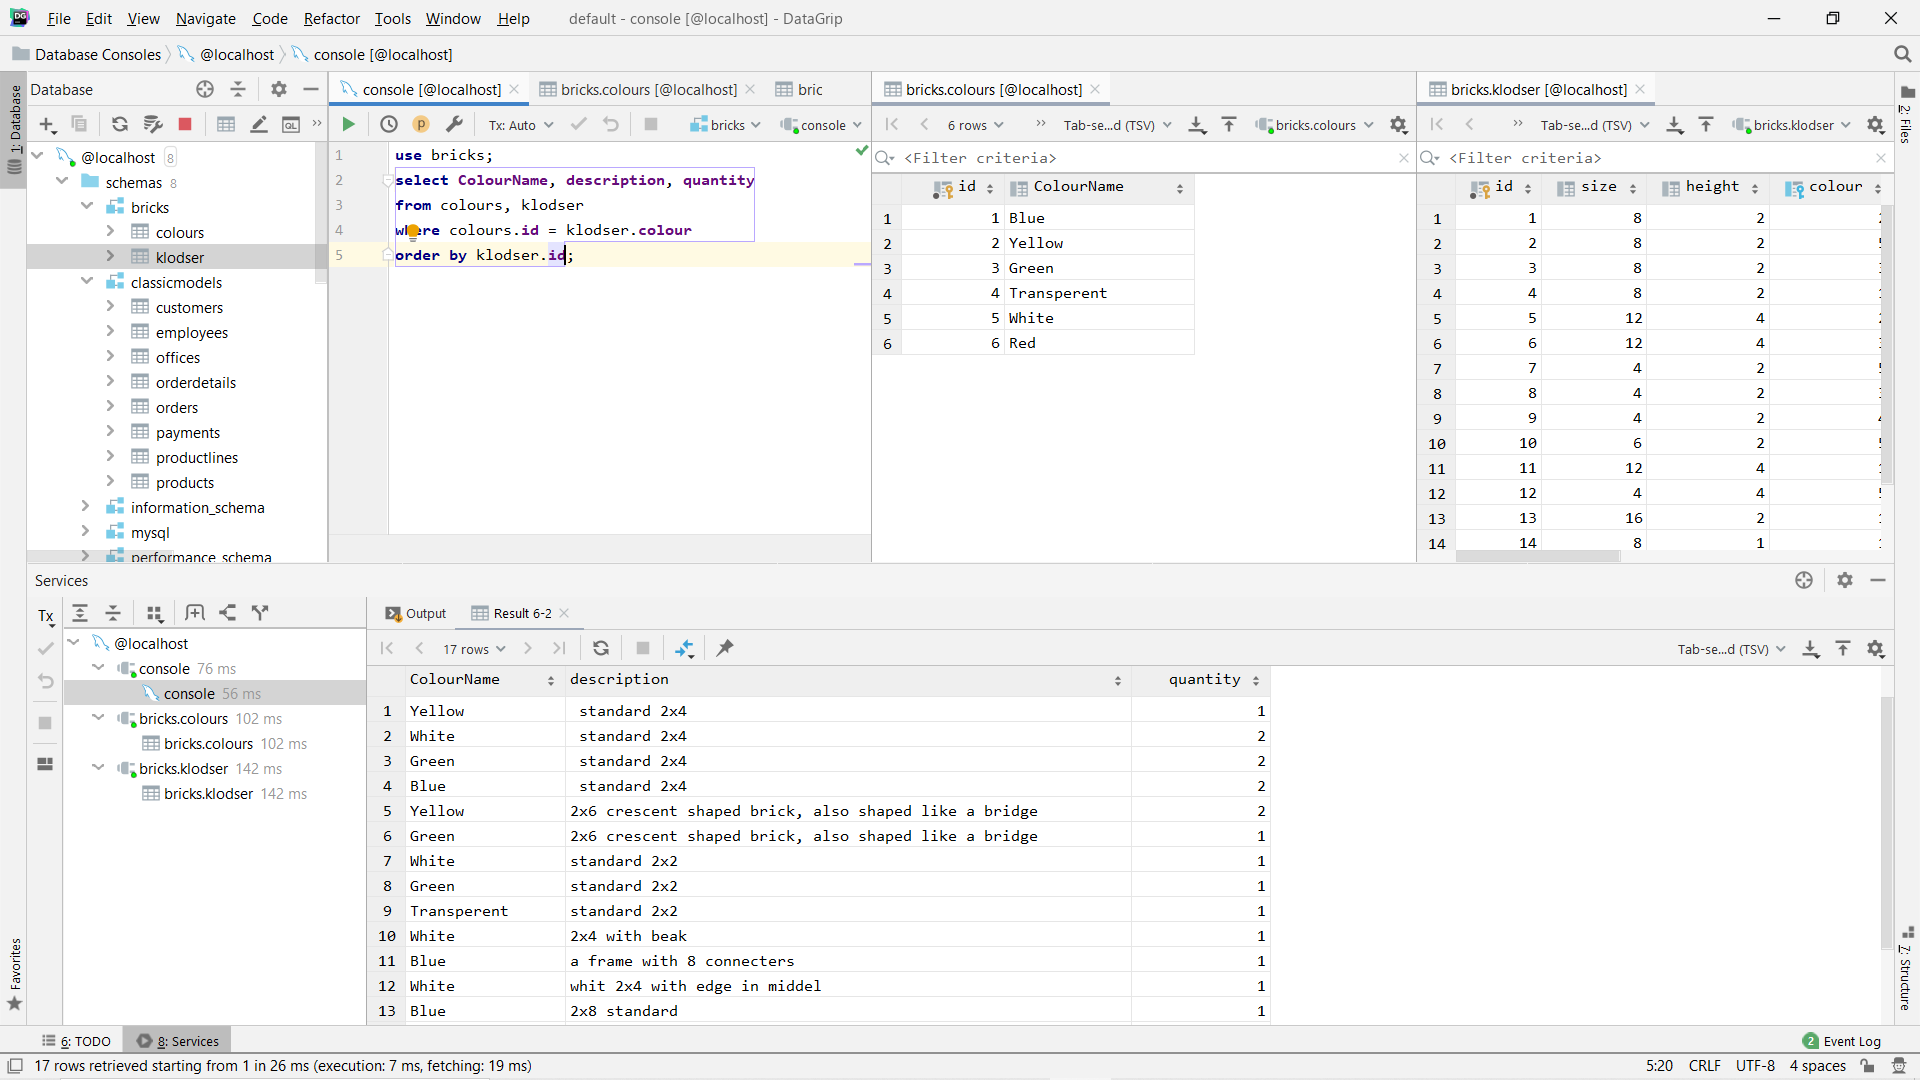 File Edit View Navigate Code Refactor Tools Window Help default - console [@localhost] - DataGrip
Database Consoles @localhost console [@localhost]
1: Database
Database
@localhost 8
schemas 8
bricks
colours
klodser
classicmodels
customers
employees
offices
orderdetails
orders
payments
productlines
products
information_schema
mysql
performance_schema
console [@localhost] bricks.colours [@localhost] bric
Tx: Auto bricks console
1 use bricks;
2 select ColourName, description, quantity
3 from colours, klodser
4 where colours.id = klodser.colour
5 order by klodser.id;
bricks.colours [@localhost]
6 rows Tab-se...d (TSV) bricks.colours
<Filter criteria>
id ColourName
1 1 Blue
2 2 Yellow
3 3 Green
4 4 Transperent
5 5 White
6 6 Red
bricks.klodser [@localhost]
Tab-se...d (TSV) bricks.klodser
<Filter criteria>
id size height colour
1 1 8 2
2 2 8 2
3 3 8 2
4 4 8 2
5 5 12 4
6 6 12 4
7 7 4 2
8 8 4 2
9 9 4 2
10 10 6 2
11 11 12 4
12 12 4 4
13 13 16 2
14 14 8 1
2: Files
Services
Tx
@localhost
console 76 ms
console 56 ms
bricks.colours 102 ms
bricks.colours 102 ms
bricks.klodser 142 ms
bricks.klodser 142 ms
Output Result 6-2
17 rows Tab-se...d (TSV)
ColourName description quantity
1 Yellow standard 2x4 1
2 White standard 2x4 2
3 Green standard 2x4 2
4 Blue standard 2x4 2
5 Yellow 2x6 crescent shaped brick, also shaped like a bridge 2
6 Green 2x6 crescent shaped brick, also shaped like a bridge 1
7 White standard 2x2 1
8 Green standard 2x2 1
9 Transperent standard 2x2 1
10 White 2x4 with beak 1
11 Blue a frame with 8 connecters 1
12 White whit 2x4 with edge in middel 1
13 Blue 2x8 standard 1
Favorites
7: Structure
6: TODO 8: Services 2 Event Log
17 rows retrieved starting from 1 in 26 ms (execution: 7 ms, fetching: 19 ms) 5:20 CRLF UTF-8 4 spaces